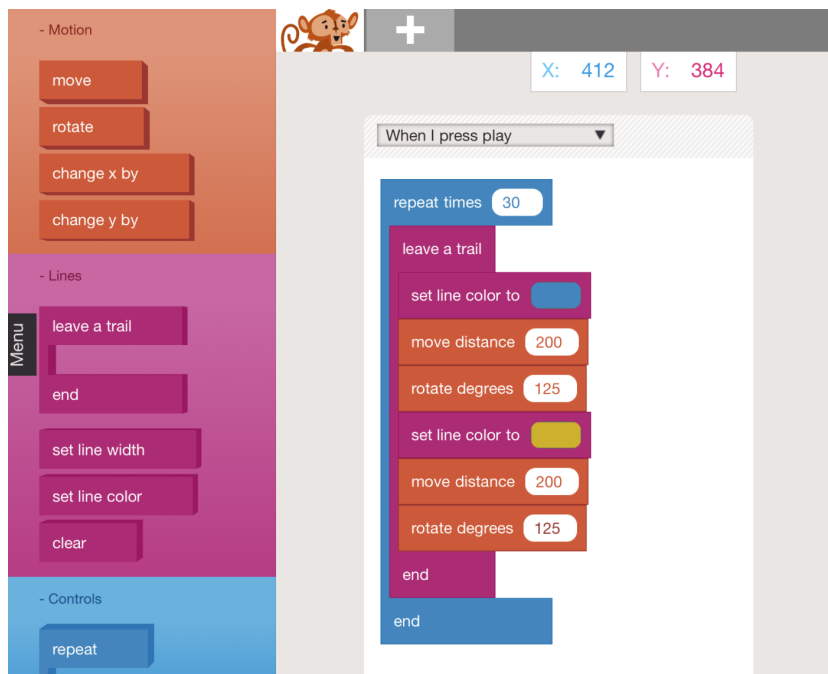 - Motion
move
rotate
change x by
change y by
- Lines
leave a trail
end
set line width
set line color
clear
- Controls
repeat
Menu
X: 412 Y: 384
When I press play
repeat times 30
leave a trail
set line color to
move distance 200
rotate degrees 125
set line color to
move distance 200
rotate degrees 125
end
end